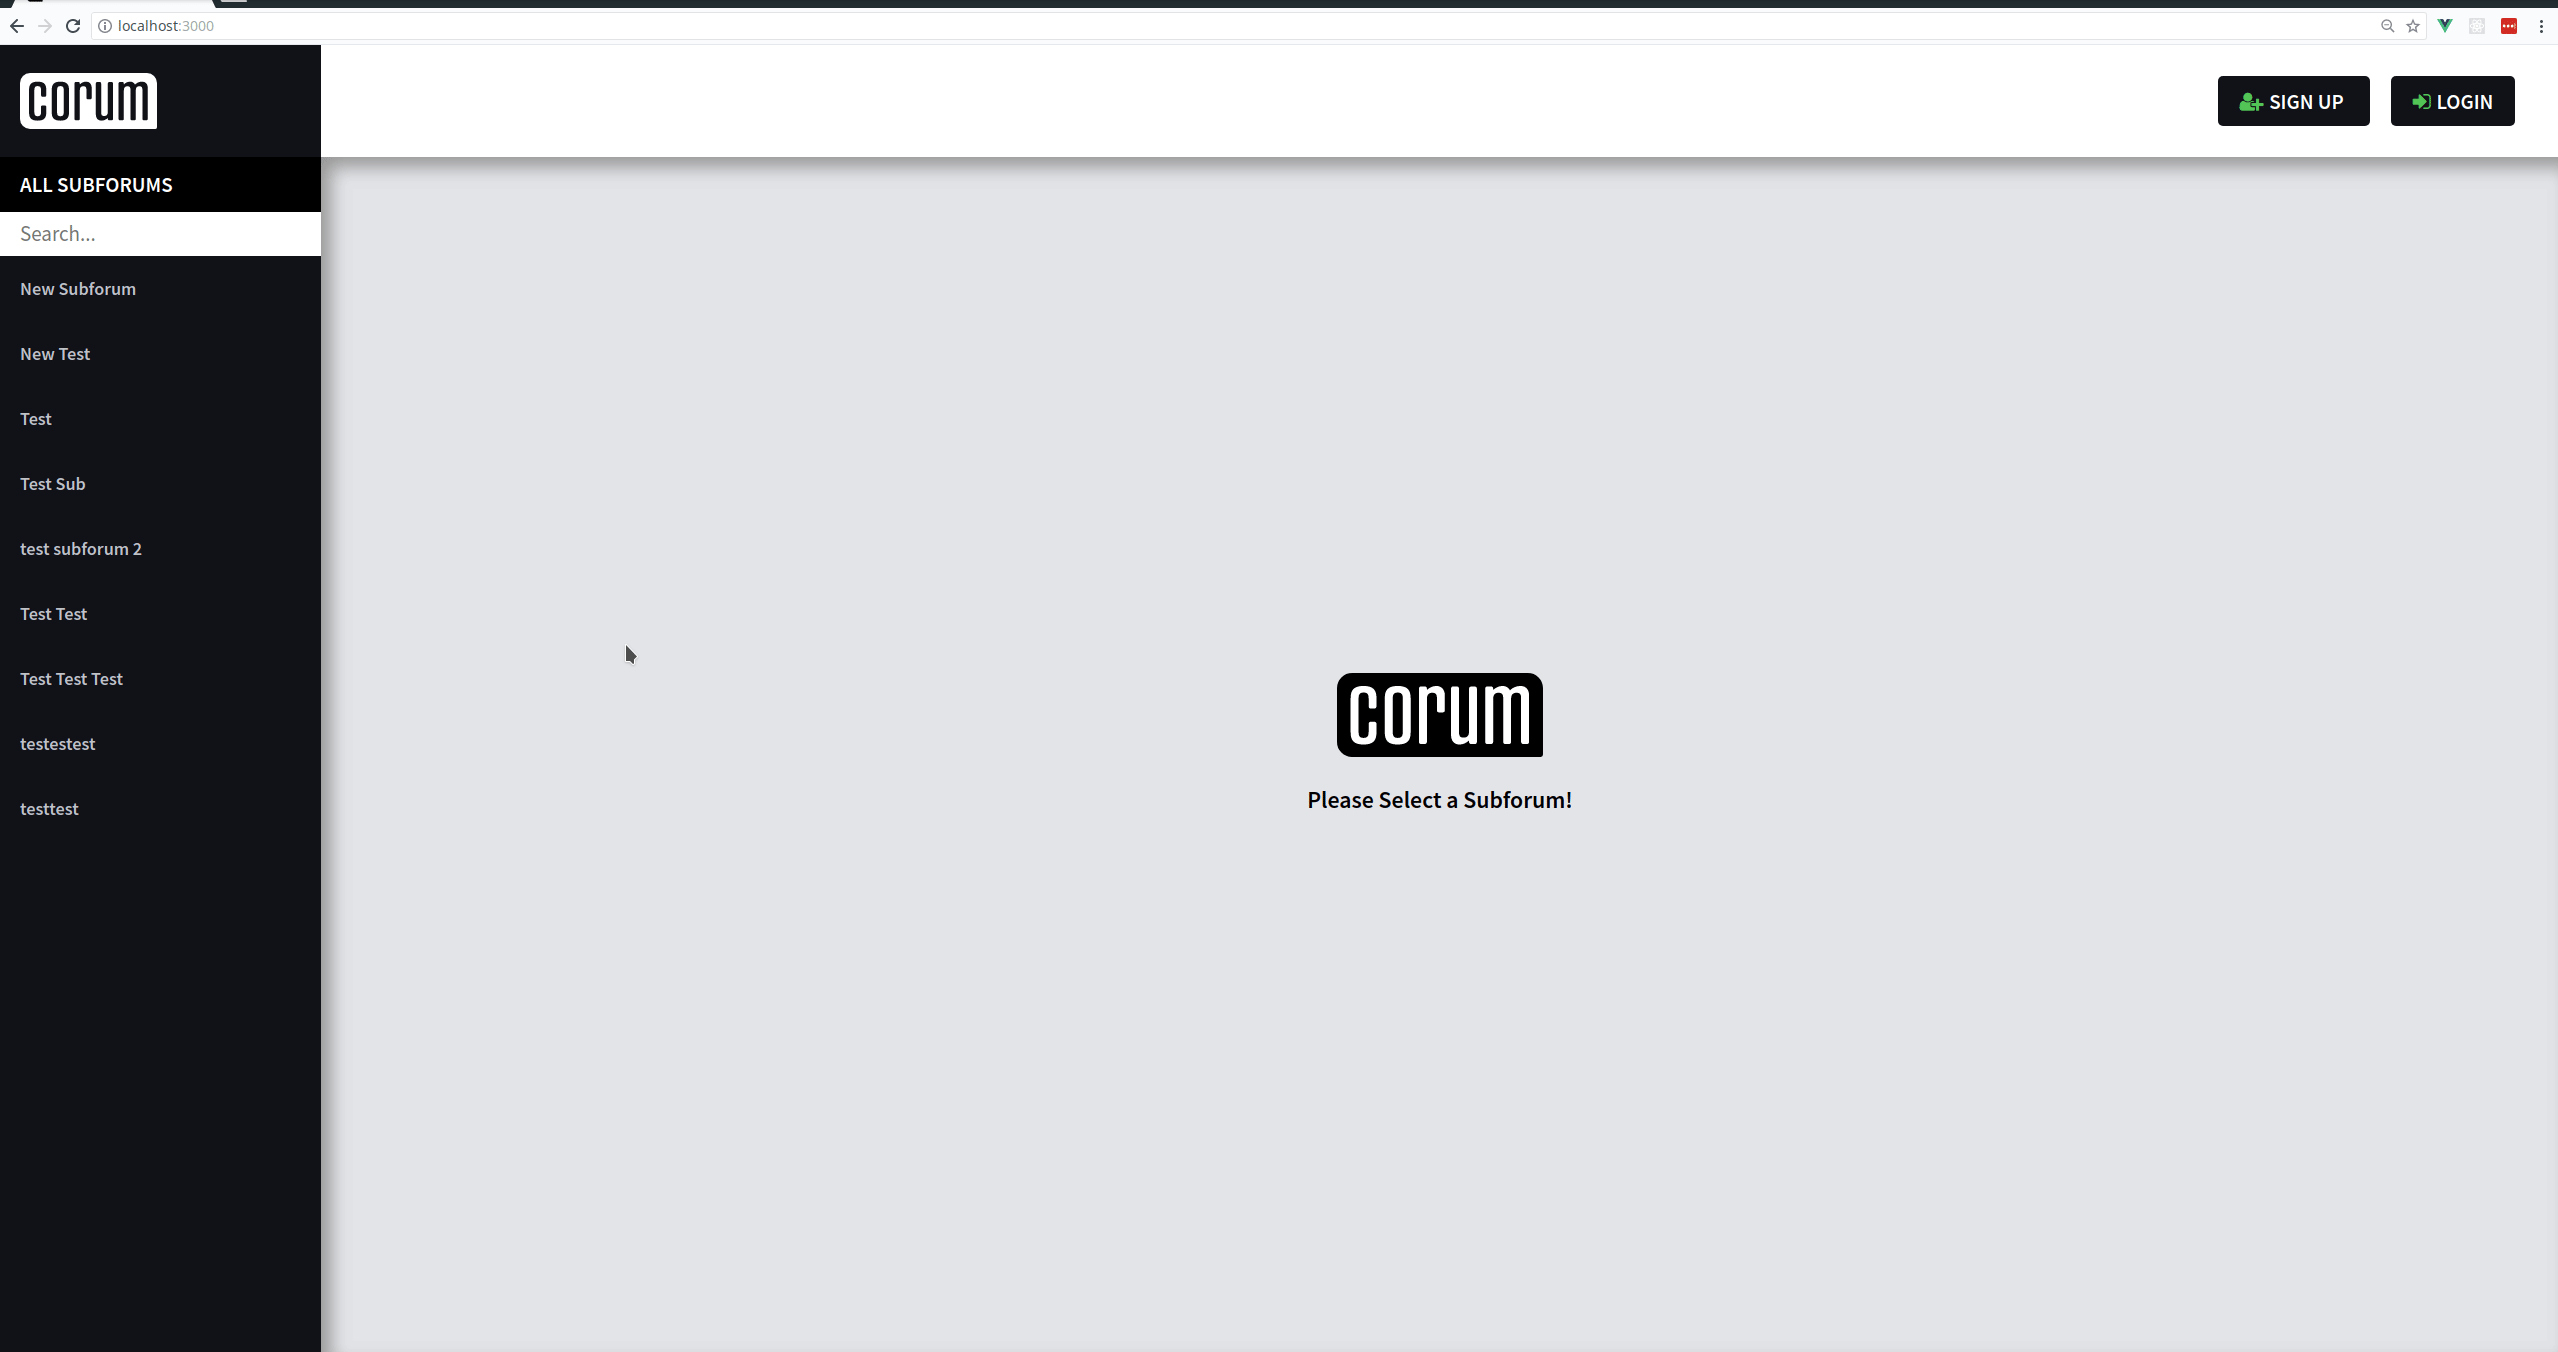 localhost:3000
corum
SIGN UP
LOGIN
ALL SUBFORUMS
Search...
New Subforum
New Test
Test
Test Sub
test subforum 2
Test Test
Test Test Test
testestest
testtest
corum
Please Select a Subforum!